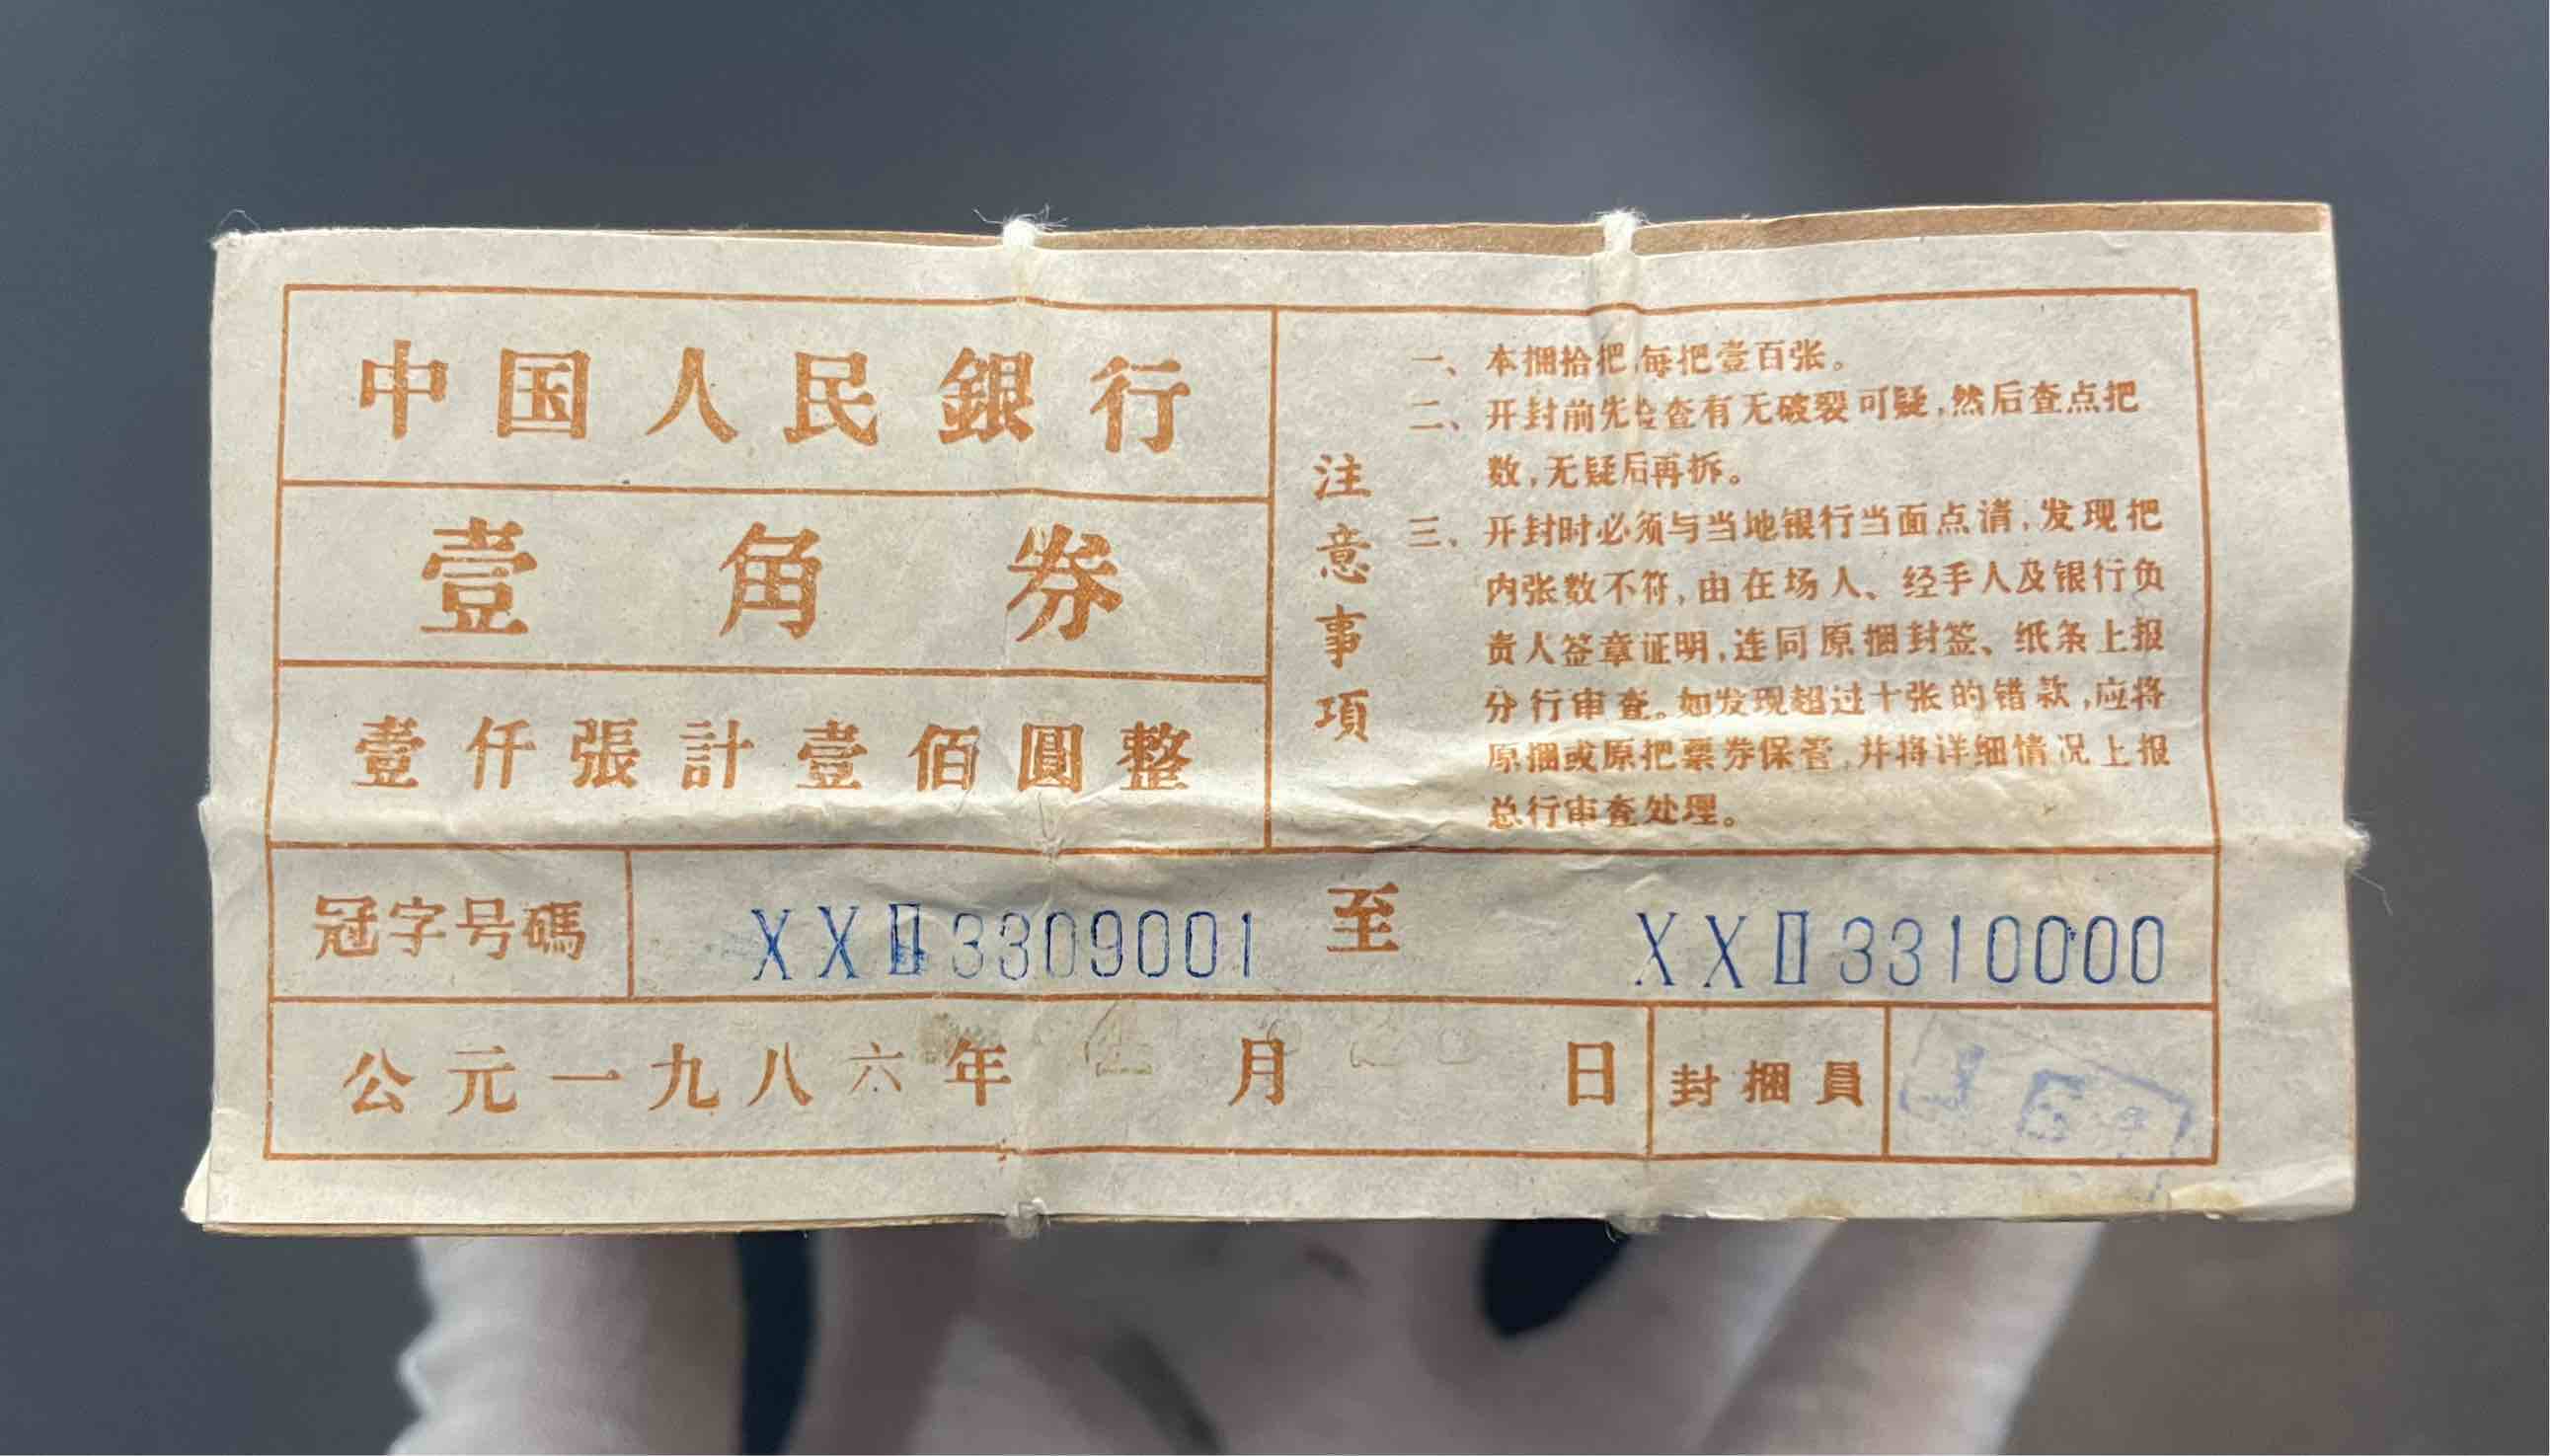 中国人民銀行
壹角券
壹仟張計壹佰圓整
注意事項
一、本捆拾把,每把壹百张。
二、开封前先检查有无破裂可疑,然后查点把
数,无疑后再拆。
三、开封时必须与当地银行当面点清,发现把
内张数不符,由在场人、经手人及银行负
责人签章证明,连同原捆封签、纸条上报
分行审查。如发现超过十张的错款,应将
原捆或原把票券保管,并将详细情况上报
总行审查处理。
冠字号碼 XXⅡ3309001 至 XXⅡ3310000
公元一九八六年 月 日 封捆員